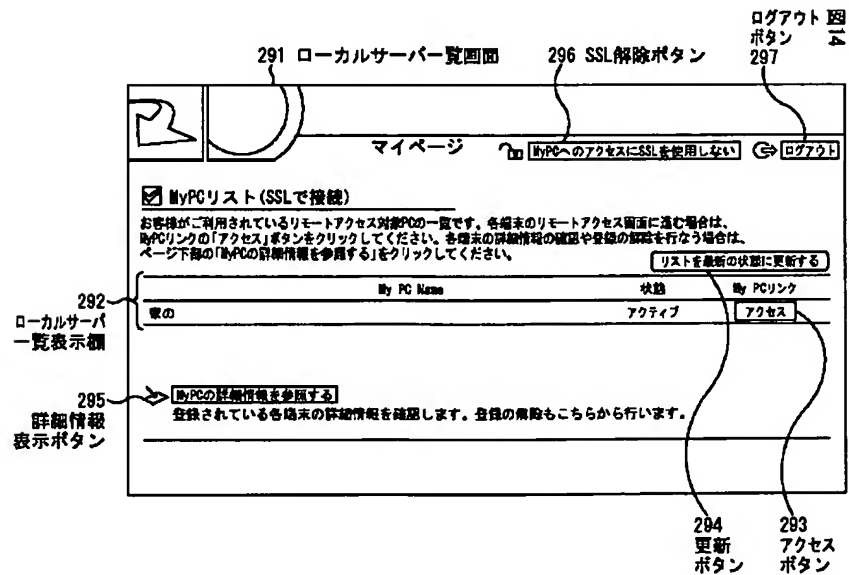 図14
291 ローカルサーバ一覧画面
296 SSL解除ボタン
ログアウト
ボタン
297
マイページ
MyPCへのアクセスにSSLを使用しない
ログアウト
MyPCリスト(SSLで接続)
お客様がご利用されているリモートアクセス対象PCの一覧です。各端末のリモートアクセス画面に進む場合は、
MyPCリンクの「アクセス」ボタンをクリックしてください。各端末の詳細情報の確認や登録の解除を行なう場合は、
ページ下部の「MyPCの詳細情報を参照する」をクリックしてください。
リストを最新の状態に更新する
My PC Name 状態 My PCリンク
家の アクティブ アクセス
292
ローカルサーバ
一覧表示欄
MyPCの詳細情報を参照する
登録されている各端末の詳細情報を確認します。登録の解除もこちらから行います。
295
詳細情報
表示ボタン
294
更新
ボタン
293
アクセス
ボタン